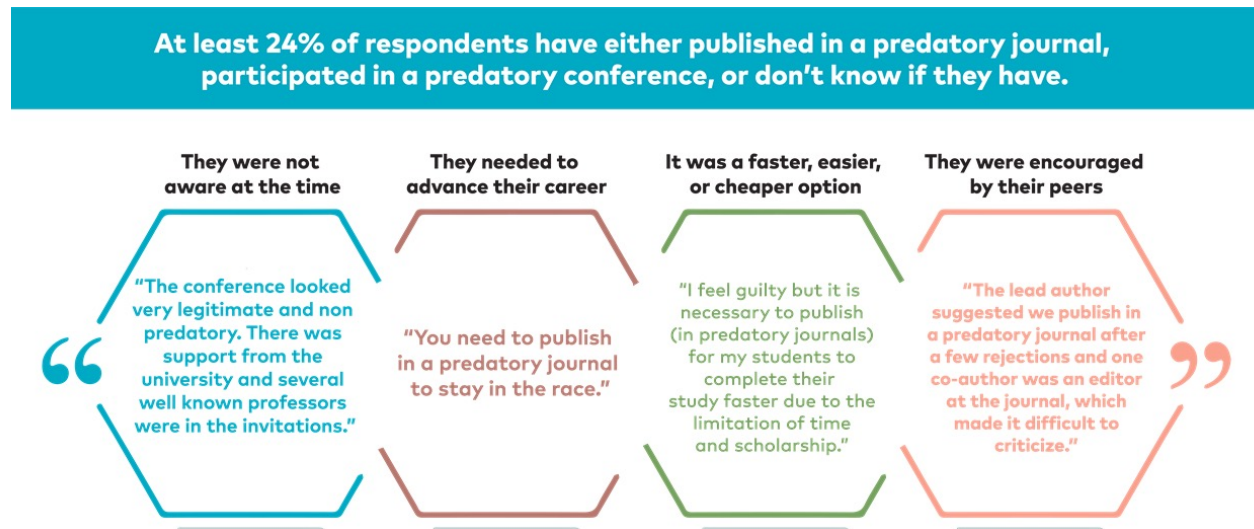 At least 24% of respondents have either published in a predatory journal,
participated in a predatory conference, or don’t know if they have.
They were not
aware at the time
“The conference looked
very legitimate and non
predatory. There was
support from the
university and several
well known professors
were in the invitations.”
They needed to
advance their career
“You need to publish
in a predatory journal
to stay in the race.”
It was a faster, easier,
or cheaper option
“I feel guilty but it is
necessary to publish
(in predatory journals)
for my students to
complete their
study faster due to the
limitation of time
and scholarship.”
They were encouraged
by their peers
“The lead author
suggested we publish in
a predatory journal after
a few rejections and one
co-author was an editor
at the journal, which
made it difficult to
criticize.”